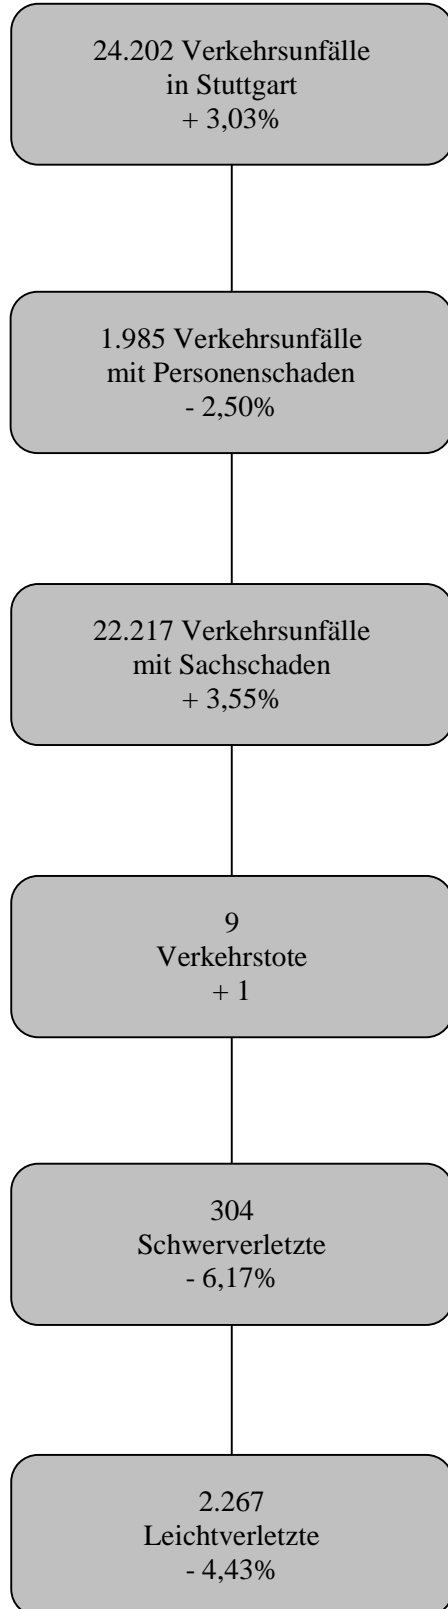 24.202 Verkehrsunfälle
in Stuttgart
+ 3,03%
1.985 Verkehrsunfälle
mit Personenschaden
- 2,50%
22.217 Verkehrsunfälle
mit Sachschaden
+ 3,55%
9
Verkehrstote
+ 1
304
Schwerverletzte
- 6,17%
2.267
Leichtverletzte
- 4,43%